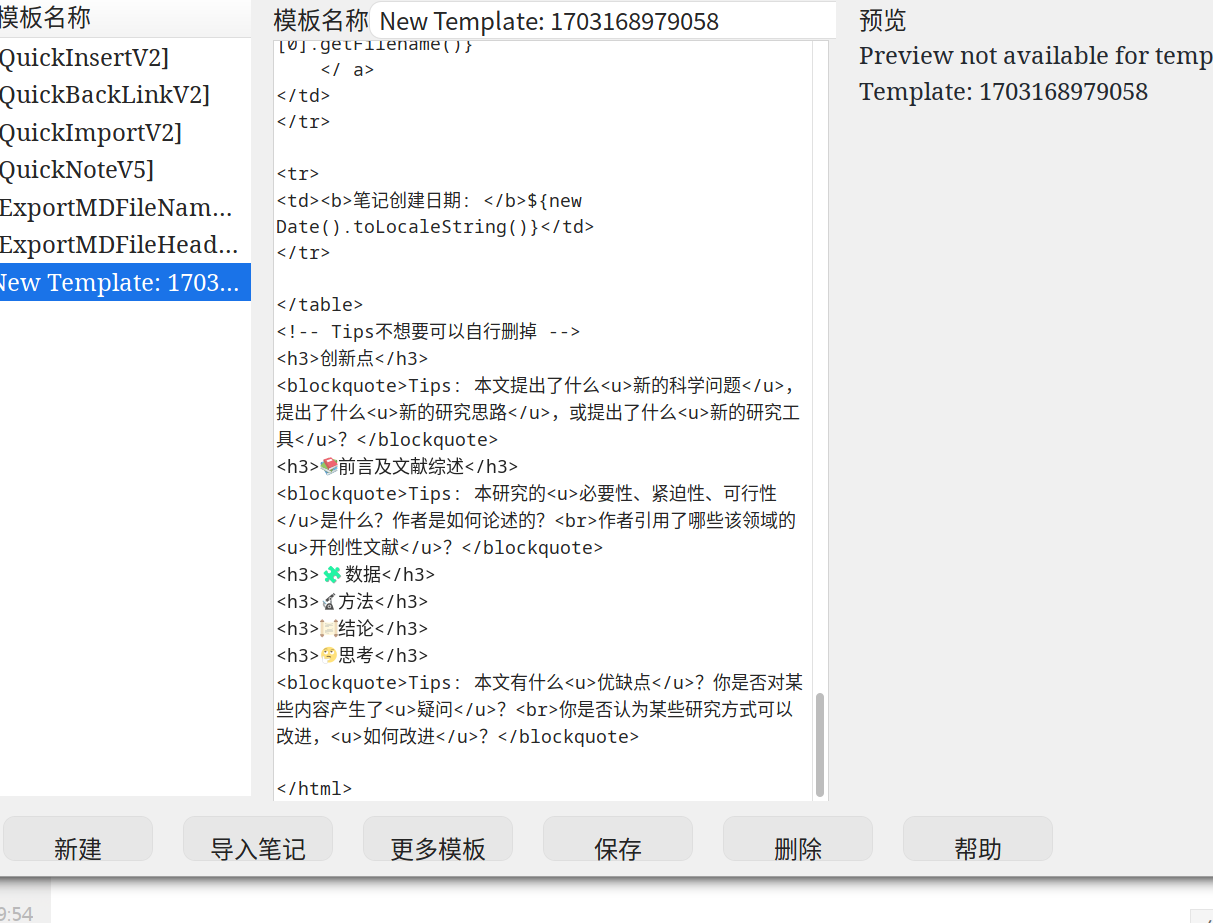 模板名称
QuickInsertV2]
QuickBackLinkV2]
QuickImportV2]
QuickNoteV5]
ExportMDFileNam...
ExportMDFileHead...
New Template: 1703...
模板名称 New Template: 1703168979058
[0].getFilename()}
</ a>
</td>
</tr>
<tr>
<td><b>笔记创建日期：</b>${new
Date().toLocaleString()}</td>
</tr>
</table>
<!-- Tips不想要可以自行删掉 -->
<h3>创新点</h3>
<blockquote>Tips：本文提出了什么<u>新的科学问题</u>，
提出了什么<u>新的研究思路</u>，或提出了什么<u>新的研究工
具</u>？</blockquote>
<h3>📚前言及文献综述</h3>
<blockquote>Tips：本研究的<u>必要性、紧迫性、可行性
</u>是什么？作者是如何论述的？<br>作者引用了哪些该领域的
<u>开创性文献</u>？</blockquote>
<h3>🧩数据</h3>
<h3>🔬方法</h3>
<h3>📜结论</h3>
<h3>🤔思考</h3>
<blockquote>Tips：本文有什么<u>优缺点</u>？你是否对某
些内容产生了<u>疑问</u>？<br>你是否认为某些研究方式可以
改进，<u>如何改进</u>？</blockquote>
</html>
预览
Preview not available for temp
Template: 1703168979058
新建 导入笔记 更多模板 保存 删除 帮助
9:54